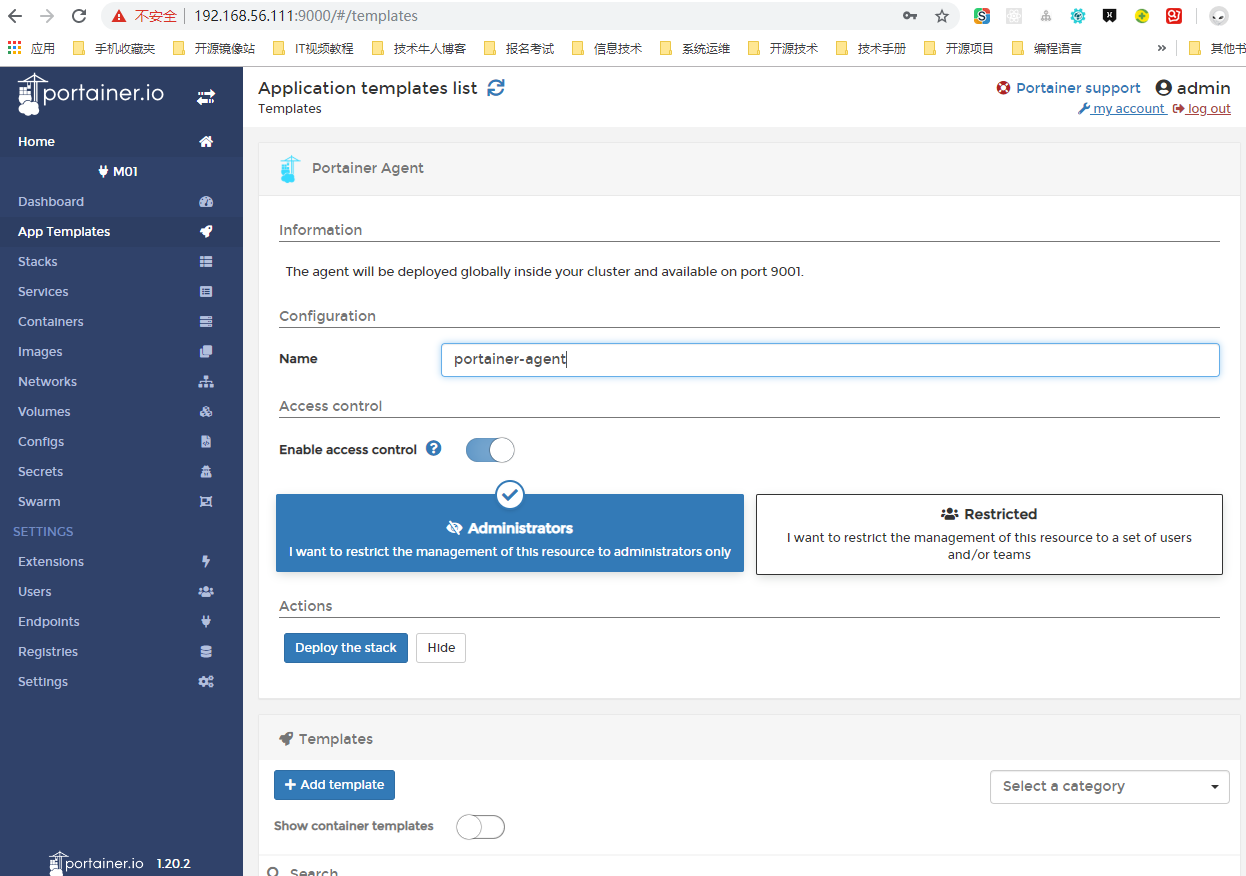 不安全 192.168.56.111:9000/#/templates
应用 手机收藏夹 开源镜像站 IT视频教程 技术牛人博客 报名考试 信息技术 系统运维 开源技术 技术手册 开源项目 编程语言 » 其他书
portainer.io
Home
M01
Dashboard
App Templates
Stacks
Services
Containers
Images
Networks
Volumes
Configs
Secrets
Swarm
SETTINGS
Extensions
Users
Endpoints
Registries
Settings
portainer.io 1.20.2
Application templates list
Portainer support admin
Templates
my account log out
Portainer Agent
Information
The agent will be deployed globally inside your cluster and available on port 9001.
Configuration
Name portainer-agent
Access control
Enable access control
Administrators
I want to restrict the management of this resource to administrators only
Restricted
I want to restrict the management of this resource to a set of users
and/or teams
Actions
Deploy the stack Hide
Templates
+ Add template Select a category
Show container templates
Search